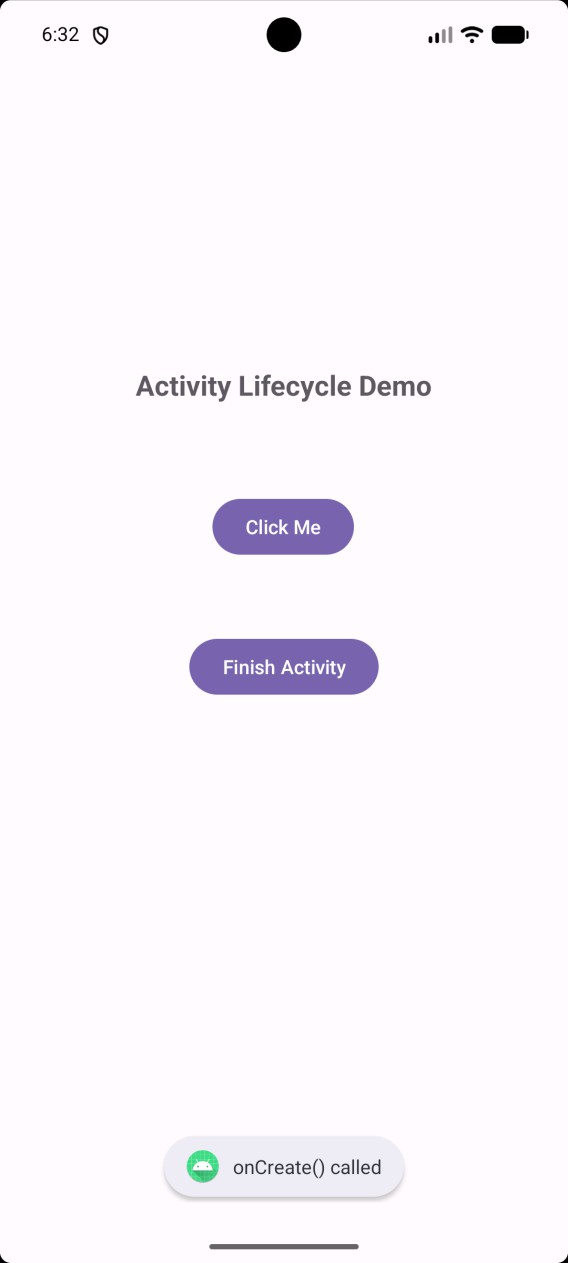 6:32
Activity Lifecycle Demo
Click Me
Finish Activity
onCreate() called